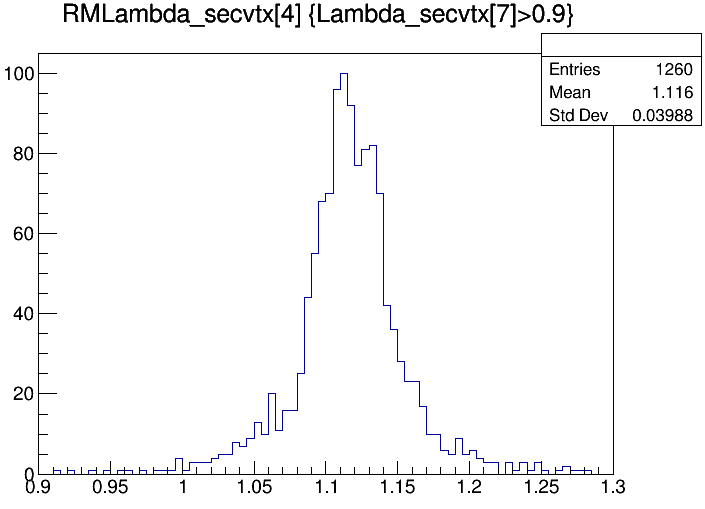 RMLambda_secvtx[4] {Lambda_secvtx[7]>0.9}
Entries 1260
Mean 1.116
Std Dev 0.03988
100
80
60
40
20
0
0.9 0.95 1 1.05 1.1 1.15 1.2 1.25 1.3